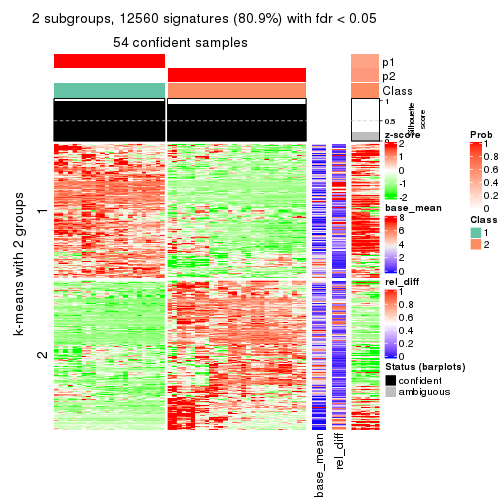 2 subgroups, 12560 signatures (80.9%) with fdr < 0.05
54 confident samples
p1
p2
Class
1
0.5
0
Silhouette
score
k-means with 2 groups
1
2
base_mean
rel_diff
z-score
2
1
0
-1
-2
base_mean
8
6
4
2
0
rel_diff
1
0.8
0.6
0.4
0.2
0
Status (barplots)
confident
ambiguous
Prob
1
0.8
0.6
0.4
0.2
0
Class
1
2